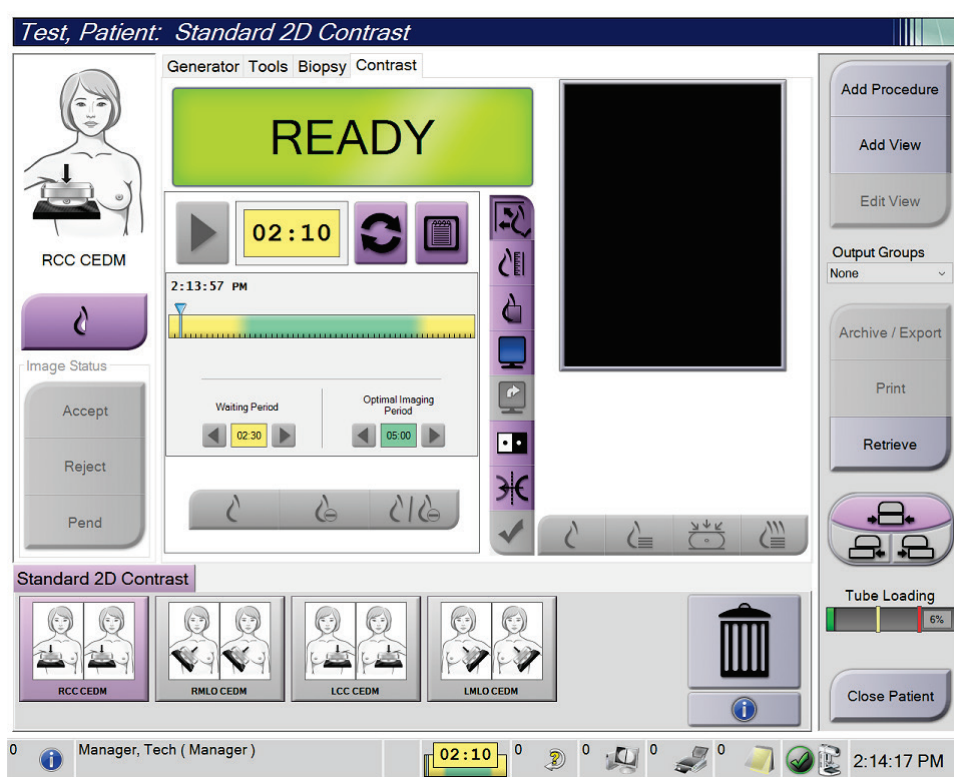 Test, Patient: Standard 2D Contrast
Generator Tools Biopsy Contrast
READY
02:10
2:13:57 PM
Waiting Period
02:30
Optimal Imaging
Period
05:00
RCC CEDM
Image Status
Accept
Reject
Pend
Add Procedure
Add View
Edit View
Output Groups
None
Archive / Export
Print
Retrieve
Tube Loading
6%
Close Patient
Standard 2D Contrast
RCC CEDM
RMLO CEDM
LCC CEDM
LMLO CEDM
0
Manager, Tech ( Manager )
02:10
0
0
0
0
2:14:17 PM